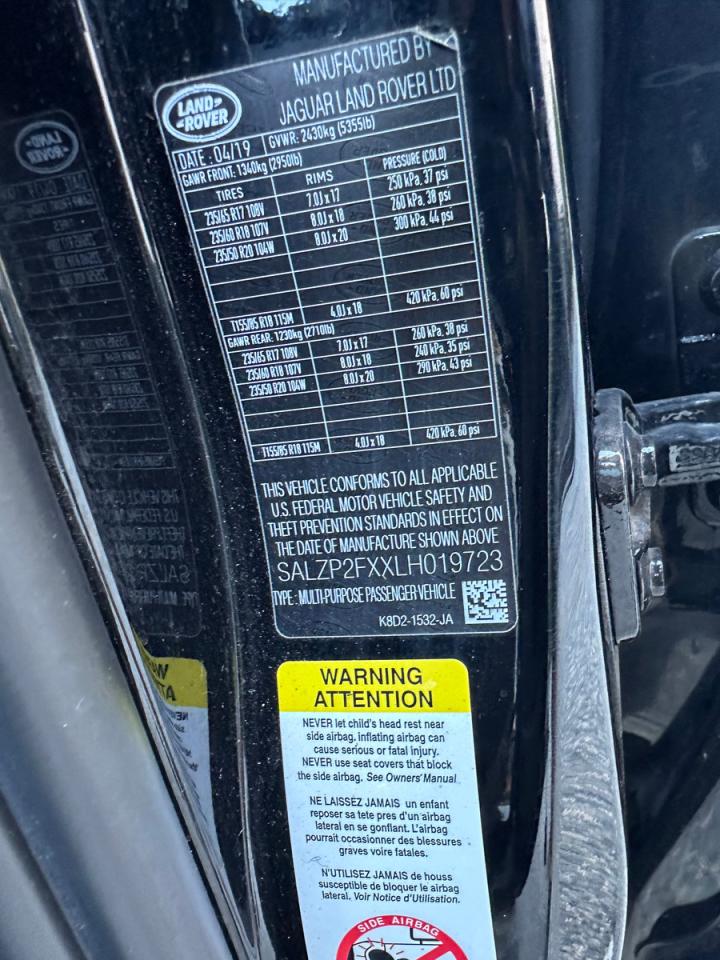 MANUFACTURED BY
JAGUAR LAND ROVER LTD
LAND
ROVER
DATE : 04/19
GVWR: 2430kg (5355lb)
GAWR FRONT: 1340kg (2950lb)
TIRES RIMS PRESSURE (COLD)
235/65 R17 108V 7.0J x 17 250 kPa, 37 psi
235/60 R18 107V 8.0J x 18 260 kPa, 38 psi
235/50 R20 104W 8.0J x 20 300 kPa, 44 psi
T155/85 R18 115M 4.0J x 18 420 kPa, 60 psi
GAWR REAR: 1230kg (2710lb)
235/65 R17 108V 7.0J x 17 260 kPa, 38 psi
235/60 R18 107V 8.0J x 18 240 kPa, 35 psi
235/50 R20 104W 8.0J x 20 290 kPa, 43 psi
T155/85 R18 115M 4.0J x 18 420 kPa, 60 psi
THIS VEHICLE CONFORMS TO ALL APPLICABLE
U.S. FEDERAL MOTOR VEHICLE SAFETY AND
THEFT PREVENTION STANDARDS IN EFFECT ON
THE DATE OF MANUFACTURE SHOWN ABOVE
SALZP2FXXLH019723
TYPE : MULTI-PURPOSE PASSENGER VEHICLE
K8D2-1532-JA
WARNING
ATTENTION
NEVER let child's head rest near
side airbag, inflating airbag can
cause serious or fatal injury.
NEVER use seat covers that block
the side airbag. See Owners' Manual
NE LAISSEZ JAMAIS un enfant
reposer sa tete pres d'un airbag
lateral en se gonflant. L'airbag
pourrait occasionner des blessures
graves voire fatales.
N'UTILISEZ JAMAIS de houss
susceptible de bloquer le airbag
lateral. Voir Notice d'Utilisation.
SIDE AIRBAG